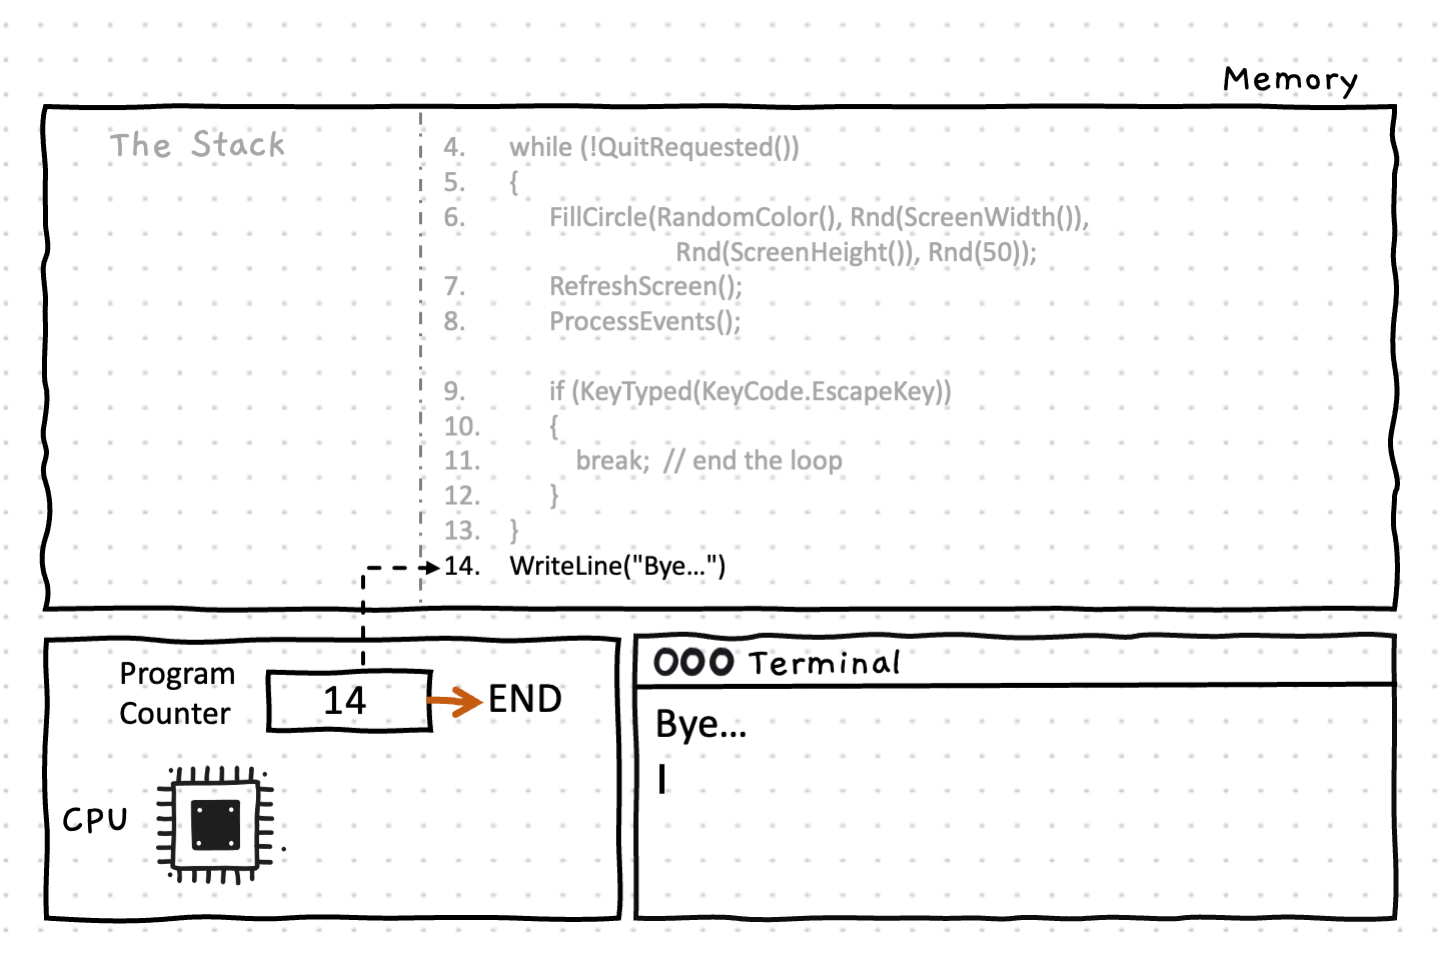 Memory
The Stack
4. while (!QuitRequested())
5. {
6. FillCircle(RandomColor(), Rnd(ScreenWidth()),
Rnd(ScreenHeight()), Rnd(50));
7. RefreshScreen();
8. ProcessEvents();
9. if (KeyTyped(KeyCode.EscapeKey))
10. {
11. break; // end the loop
12. }
13. }
14. WriteLine("Bye...")
Program
Counter
14
END
CPU
Terminal
Bye...